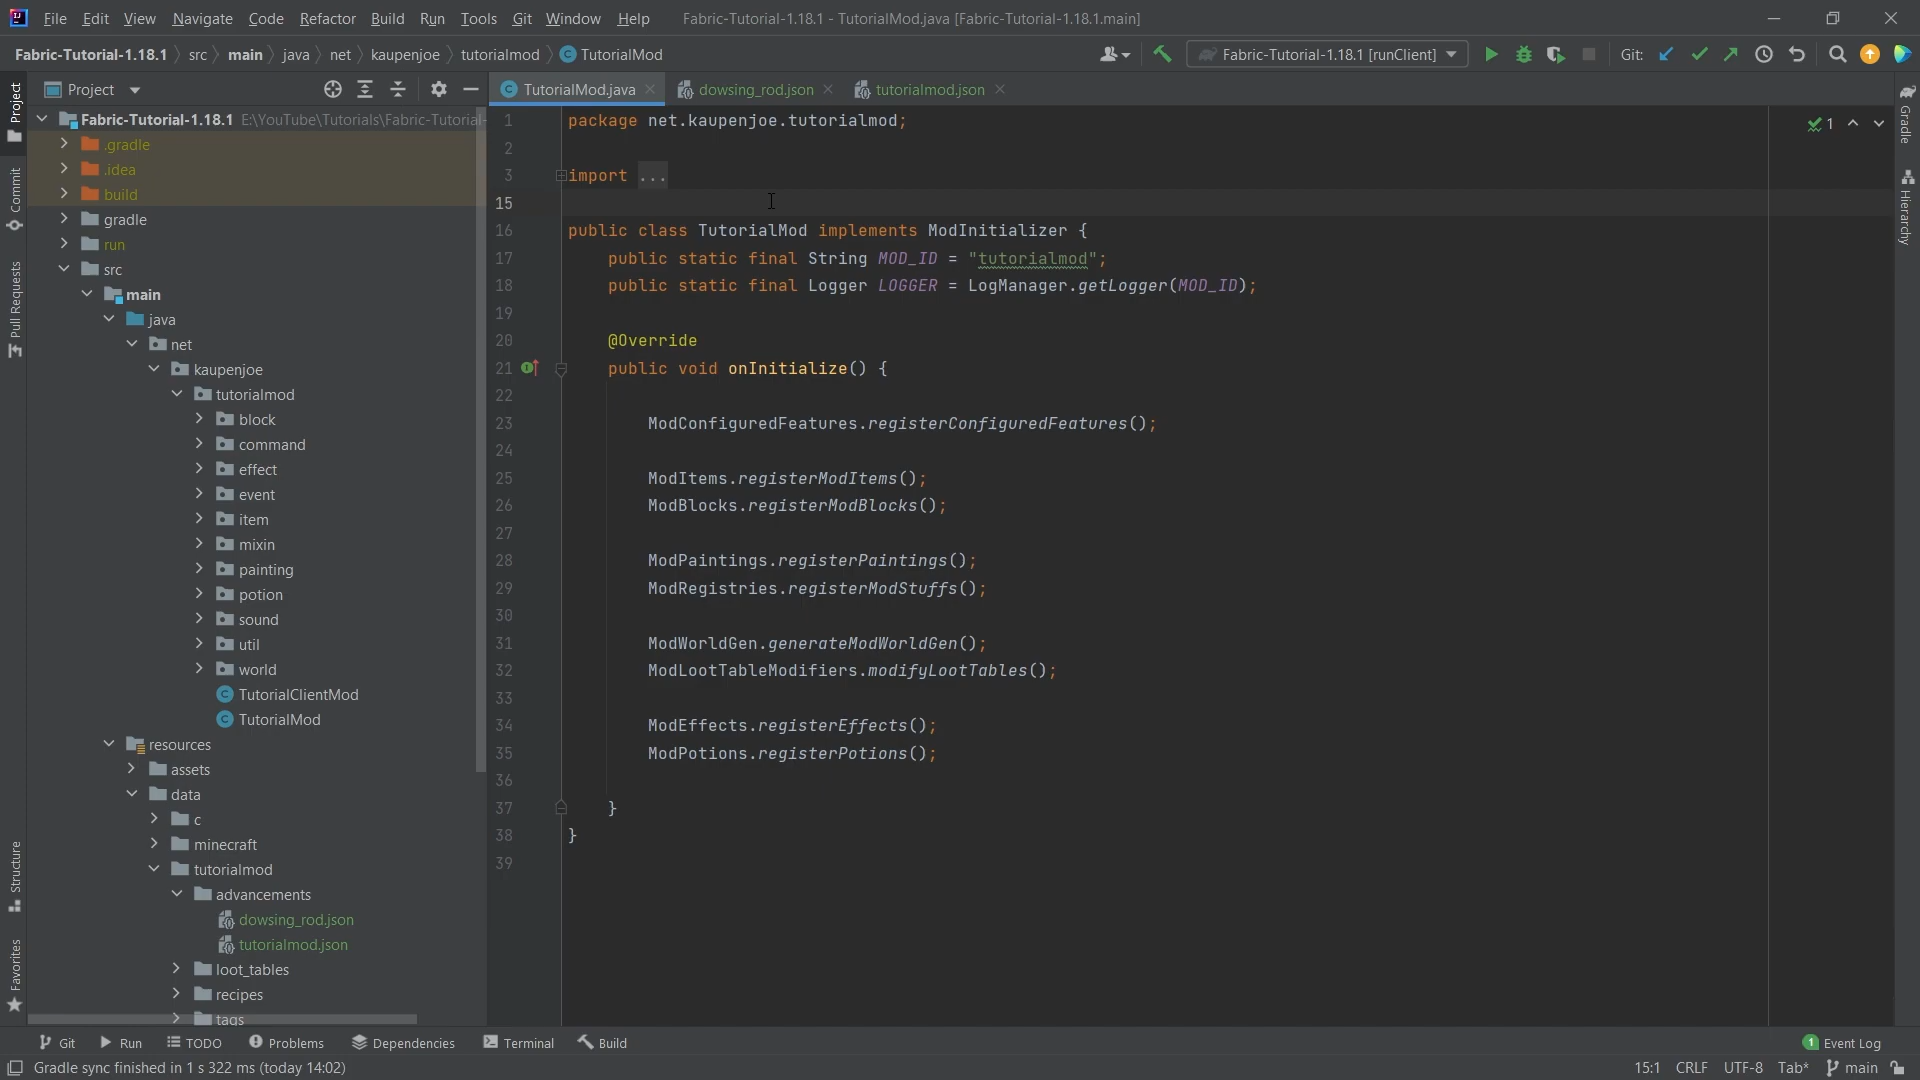 File Edit View Navigate Code Refactor Build Run Tools Git Window Help Fabric-Tutorial-1.18.1 - TutorialMod.java [Fabric-Tutorial-1.18.1.main]
Fabric-Tutorial-1.18.1 src main java net kaupenjoe tutorialmod TutorialMod Fabric-Tutorial-1.18.1 [runClient] Git:
Project TutorialMod.java dowsing_rod.json tutorialmod.json
Project
Commit
Pull Requests
Structure
Favorites
Fabric-Tutorial-1.18.1 E:\YouTube\Tutorials\Fabric-Tutorial-
.gradle
.idea
build
gradle
run
src
main
java
net
kaupenjoe
tutorialmod
block
command
effect
event
item
mixin
painting
potion
sound
util
world
TutorialClientMod
TutorialMod
resources
assets
data
c
minecraft
tutorialmod
advancements
dowsing_rod.json
tutorialmod.json
loot_tables
recipes
tags
1 package net.kaupenjoe.tutorialmod;
2
3 import ...
15
16 public class TutorialMod implements ModInitializer {
17 public static final String MOD_ID = "tutorialmod";
18 public static final Logger LOGGER = LogManager.getLogger(MOD_ID);
19
20 @Override
21 public void onInitialize() {
22
23 ModConfiguredFeatures.registerConfiguredFeatures();
24
25 ModItems.registerModItems();
26 ModBlocks.registerModBlocks();
27
28 ModPaintings.registerPaintings();
29 ModRegistries.registerModStuffs();
30
31 ModWorldGen.generateModWorldGen();
32 ModLootTableModifiers.modifyLootTables();
33
34 ModEffects.registerEffects();
35 ModPotions.registerPotions();
36
37 }
38 }
39
1
Gradle
Hierarchy
Git Run TODO Problems Dependencies Terminal Build 1 Event Log
Gradle sync finished in 1 s 322 ms (today 14:02) 15:1 CRLF UTF-8 Tab* main